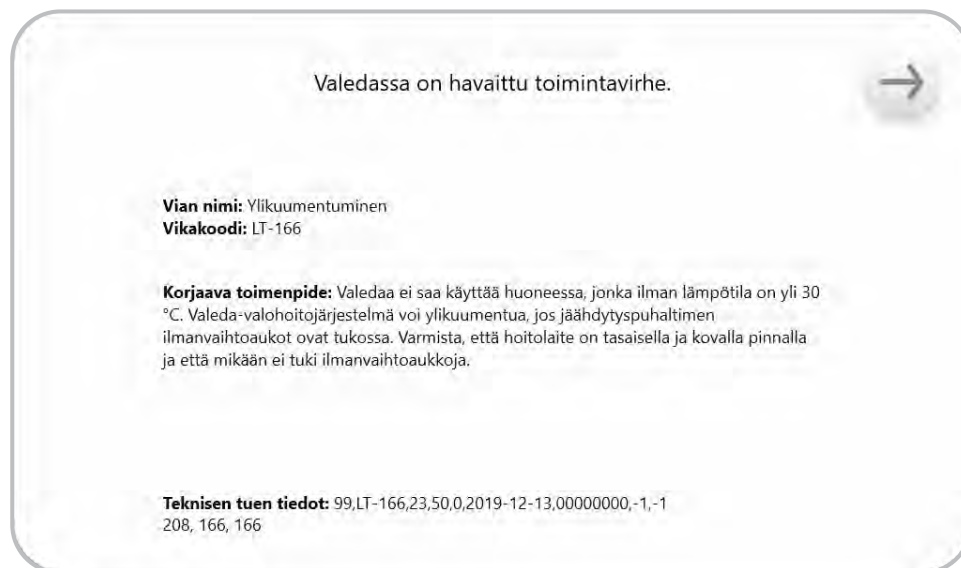 Valedassa on havaittu toimintavirhe.
Vian nimi: Ylikuumentuminen
Vikakoodi: LT-166
Korjaava toimenpide: Valedaa ei saa käyttää huoneessa, jonka ilman lämpötila on yli 30
°C. Valeda-valohoitojärjestelmä voi ylikuumentua, jos jäähdytyspuhaltimen
ilmanvaihtoaukot ovat tukossa. Varmista, että hoitolaite on tasaisella ja kovalla pinnalla
ja että mikään ei tuki ilmanvaihtoaukkoja.
Teknisen tuen tiedot: 99,LT-166,23,50,0,2019-12-13,00000000,-1,-1
208, 166, 166